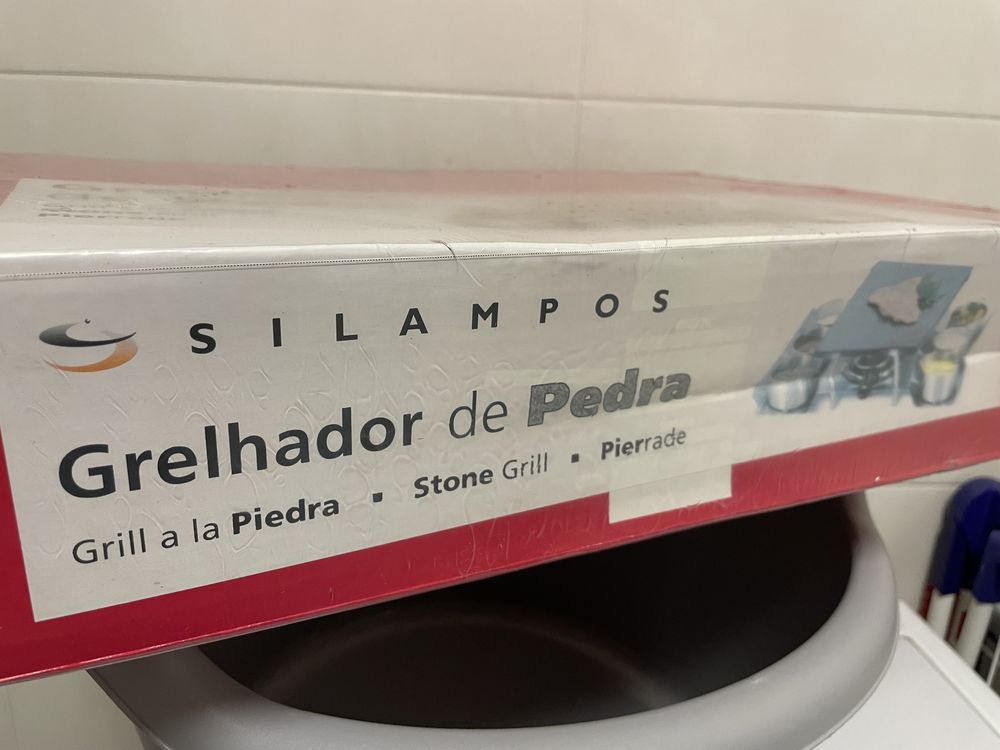 SILAMPOS
Grelhador de Pedra
Grill a la Piedra ▪ Stone Grill ▪ Pierrade